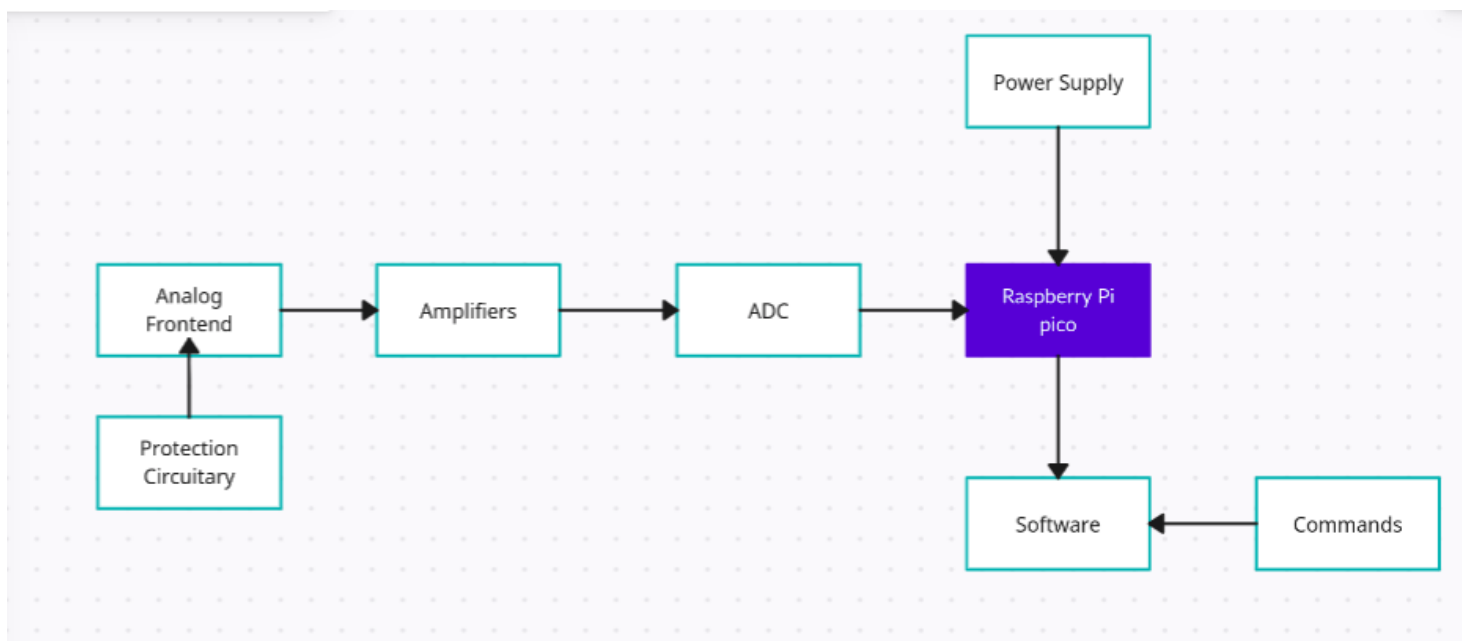 Power Supply
Analog
Frontend
Amplifiers
ADC
Raspberry Pi
pico
Protection
Circuitary
Software
Commands